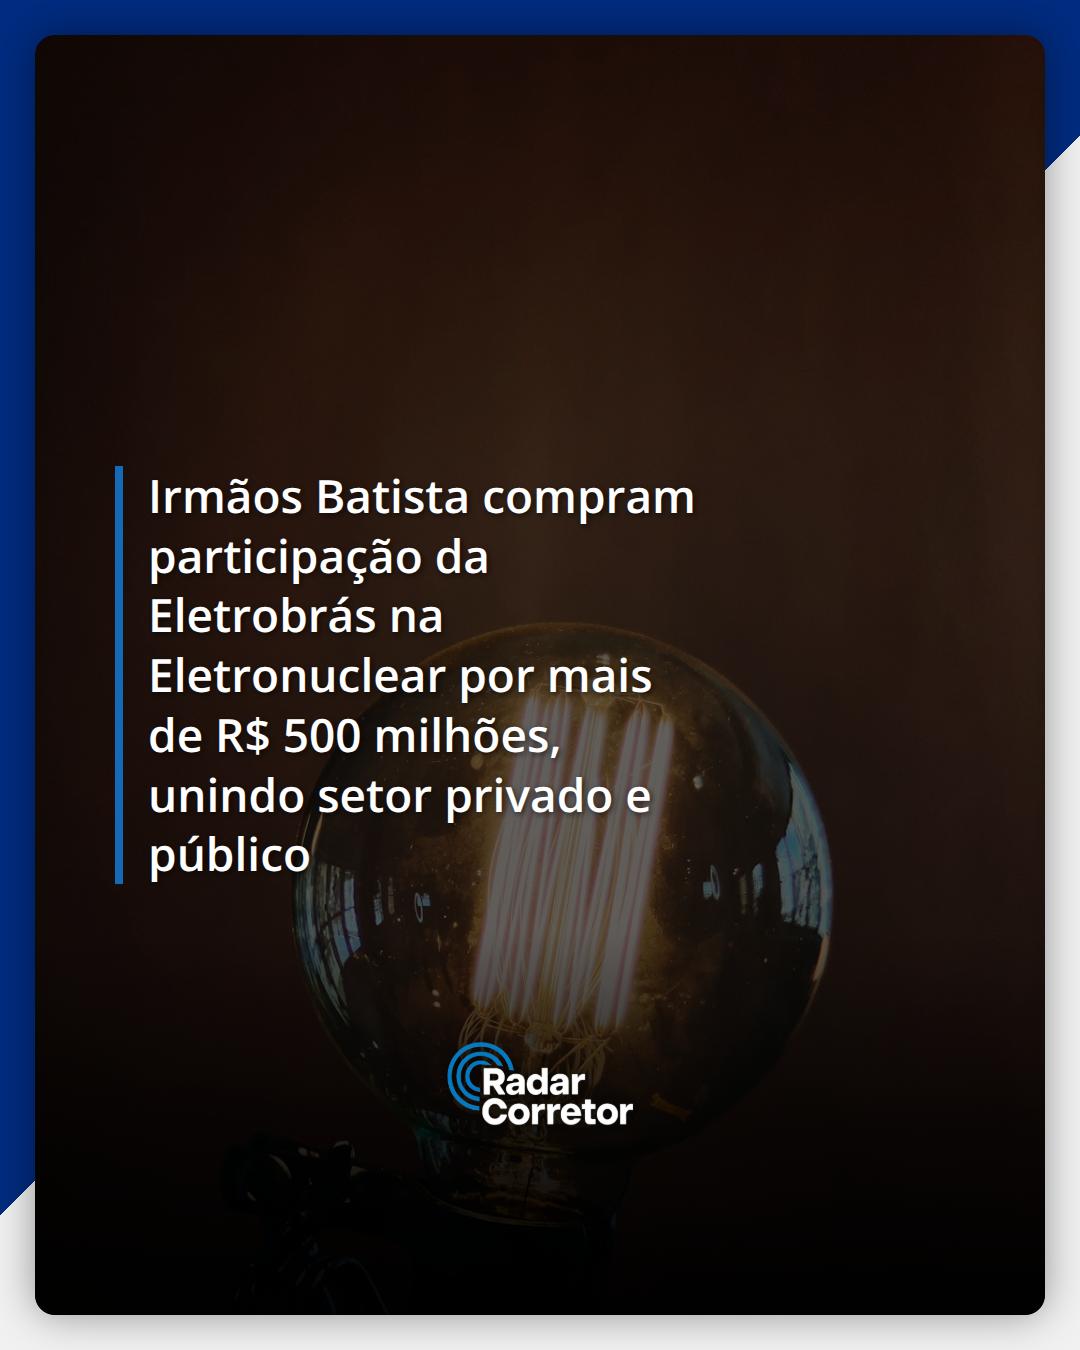 Irmãos Batista compram
participação da
Eletrobrás na
Eletronuclear por mais
de R$ 500 milhões,
unindo setor privado e
público
Radar
Corretor